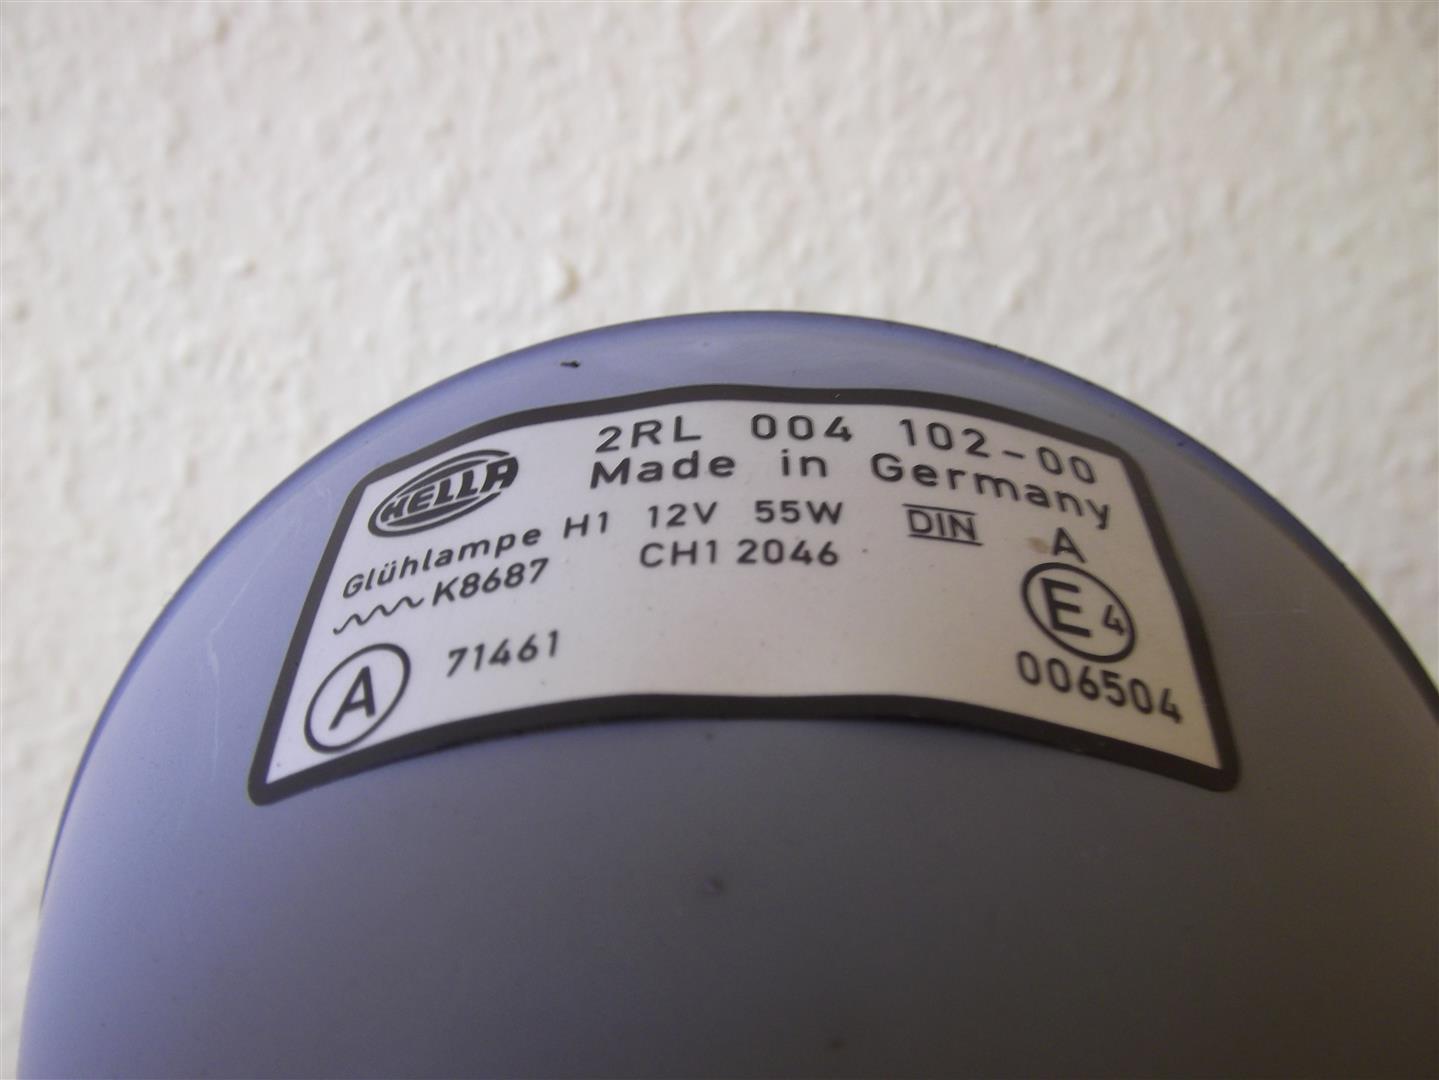 HELLA
2RL 004 102-00
Made in Germany
Glühlampe H1 12V 55W DIN A
K8687 CH1 2046 E4
A 71461 006504